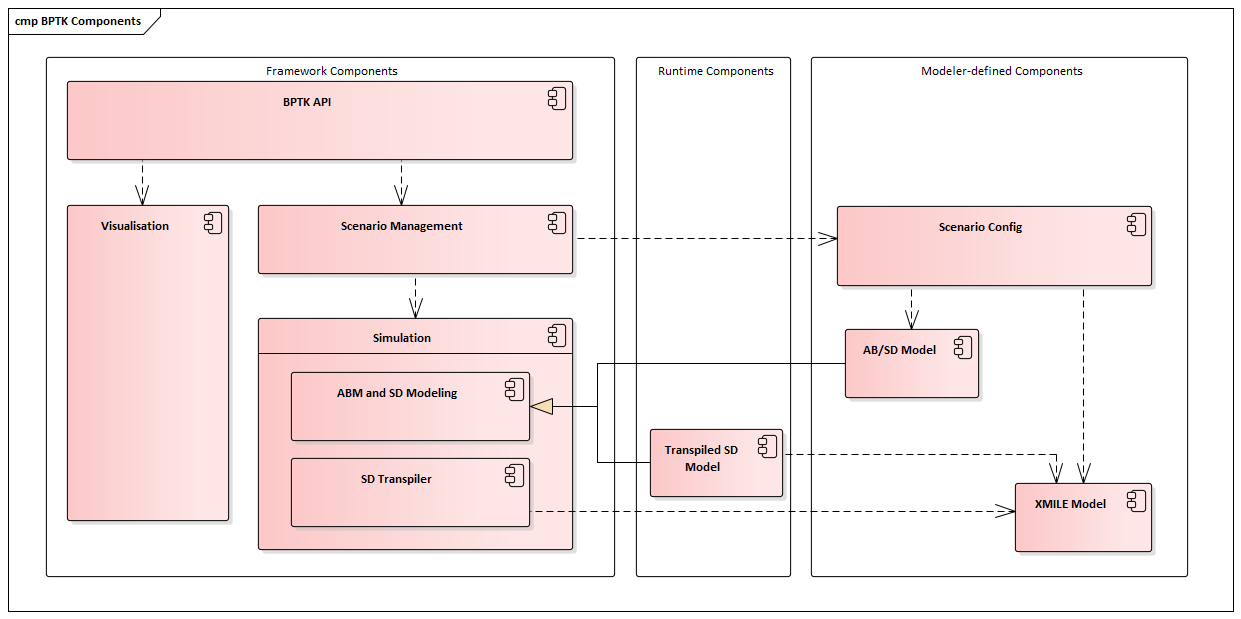 cmp BPTK Components
Framework Components
Runtime Components
Modeler-defined Components
BPTK API
Visualisation
Scenario Management
Scenario Config
Simulation
AB/SD Model
ABM and SD Modeling
Transpiled SD
Model
SD Transpiler
XMILE Model